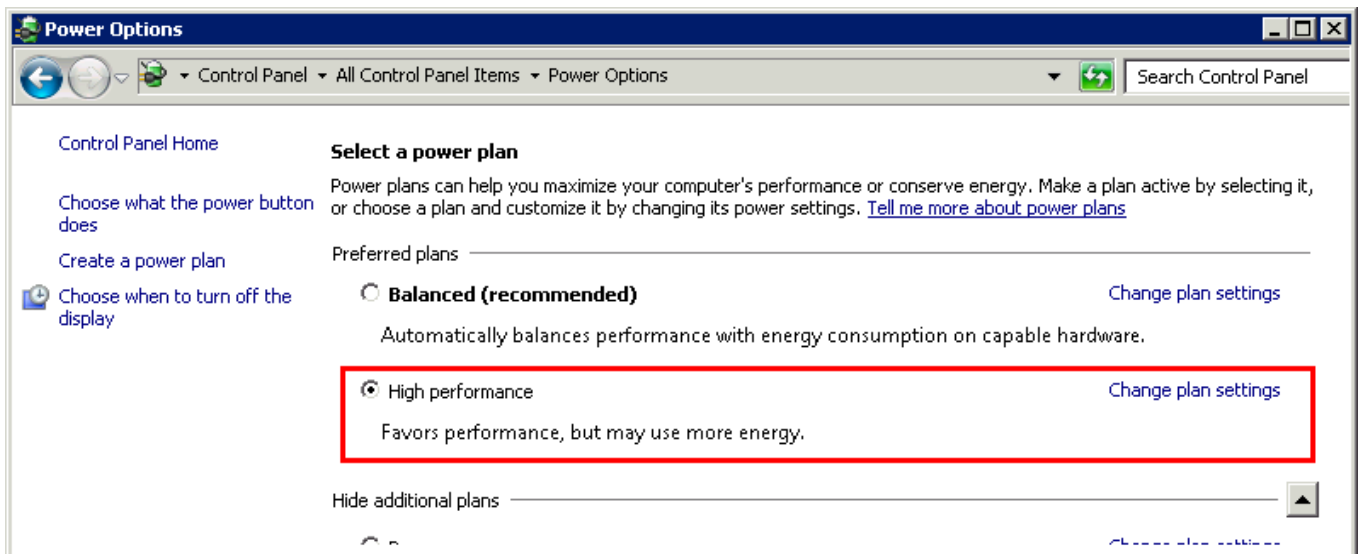 Power Options
Control Panel All Control Panel Items Power Options
Search Control Panel
Control Panel Home
Choose what the power button
does
Create a power plan
Choose when to turn off the
display
Select a power plan
Power plans can help you maximize your computer's performance or conserve energy. Make a plan active by selecting it,
or choose a plan and customize it by changing its power settings. Tell me more about power plans
Preferred plans
Balanced (recommended) Change plan settings
Automatically balances performance with energy consumption on capable hardware.
High performance Change plan settings
Favors performance, but may use more energy.
Hide additional plans
Change plan settings